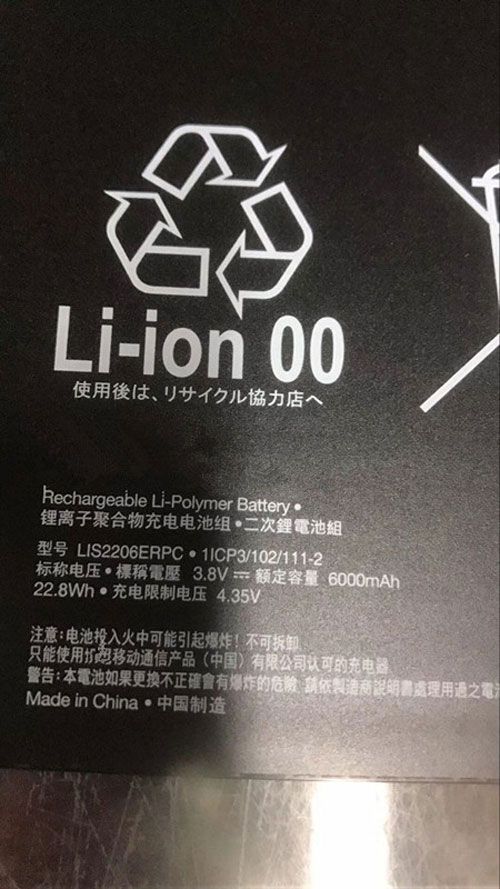 Li-ion 00
使用後は、リサイクル協力店へ
Rechargeable Li-Polymer Battery •
锂离子聚合物充电电池组 • 二次鋰電池組
型号 LIS2206ERPC • 1ICP3/102/111-2
标称电压 • 標稱電壓 3.8V ⎓ 额定容量 6000mAh
22.8Wh • 充电限制电压 4.35V
注意:电池投入火中可能引起爆炸!不可拆卸
只能使用移动通信产品(中国)有限公司认可的充电器
警告:本電池如果更換不正確會有爆炸的危險 請依製造商說明書處理用過之電
Made in China • 中国制造